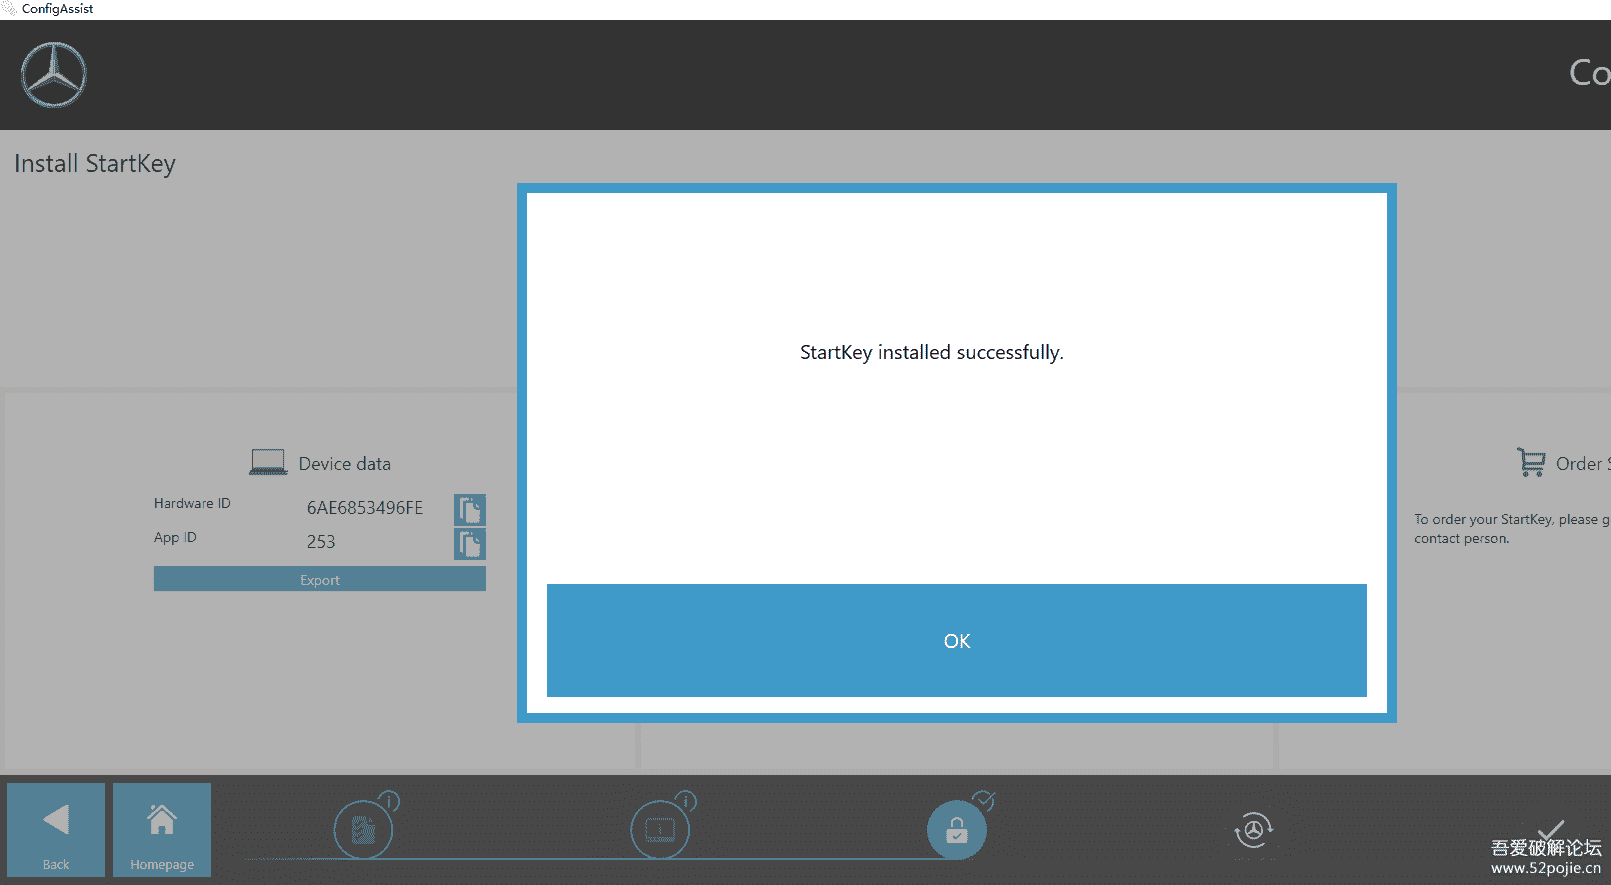 ConfigAssist
Co
Install StartKey
StartKey installed successfully.
OK
Device data
Hardware ID
6AE6853496FE
App ID
253
Export
Order S
To order your StartKey, please g
contact person.
Back
Homepage
吾爱破解论坛
www.52pojie.cn